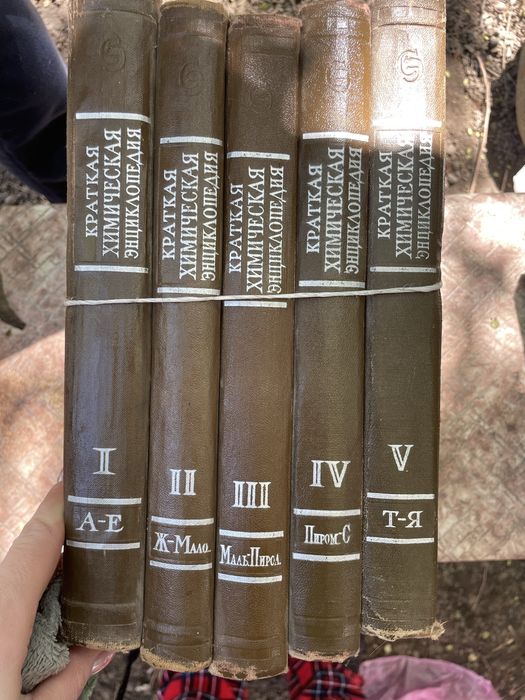 КРАТКАЯ
ХИМИЧЕСКАЯ
ЭНЦИКЛОПЕДИЯ
I
А-Е
КРАТКАЯ
ХИМИЧЕСКАЯ
ЭНЦИКЛОПЕДИЯ
II
Ж-Мало.
КРАТКАЯ
ХИМИЧЕСКАЯ
ЭНЦИКЛОПЕДИЯ
III
Маль-Пирол.
КРАТКАЯ
ХИМИЧЕСКАЯ
ЭНЦИКЛОПЕДИЯ
IV
Пиром-С
КРАТКАЯ
ХИМИЧЕСКАЯ
ЭНЦИКЛОПЕДИЯ
V
Т-Я